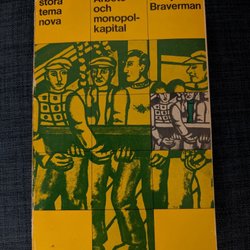 stora
tema
nova
Arbete
och
monopol-
kapital
Braverman